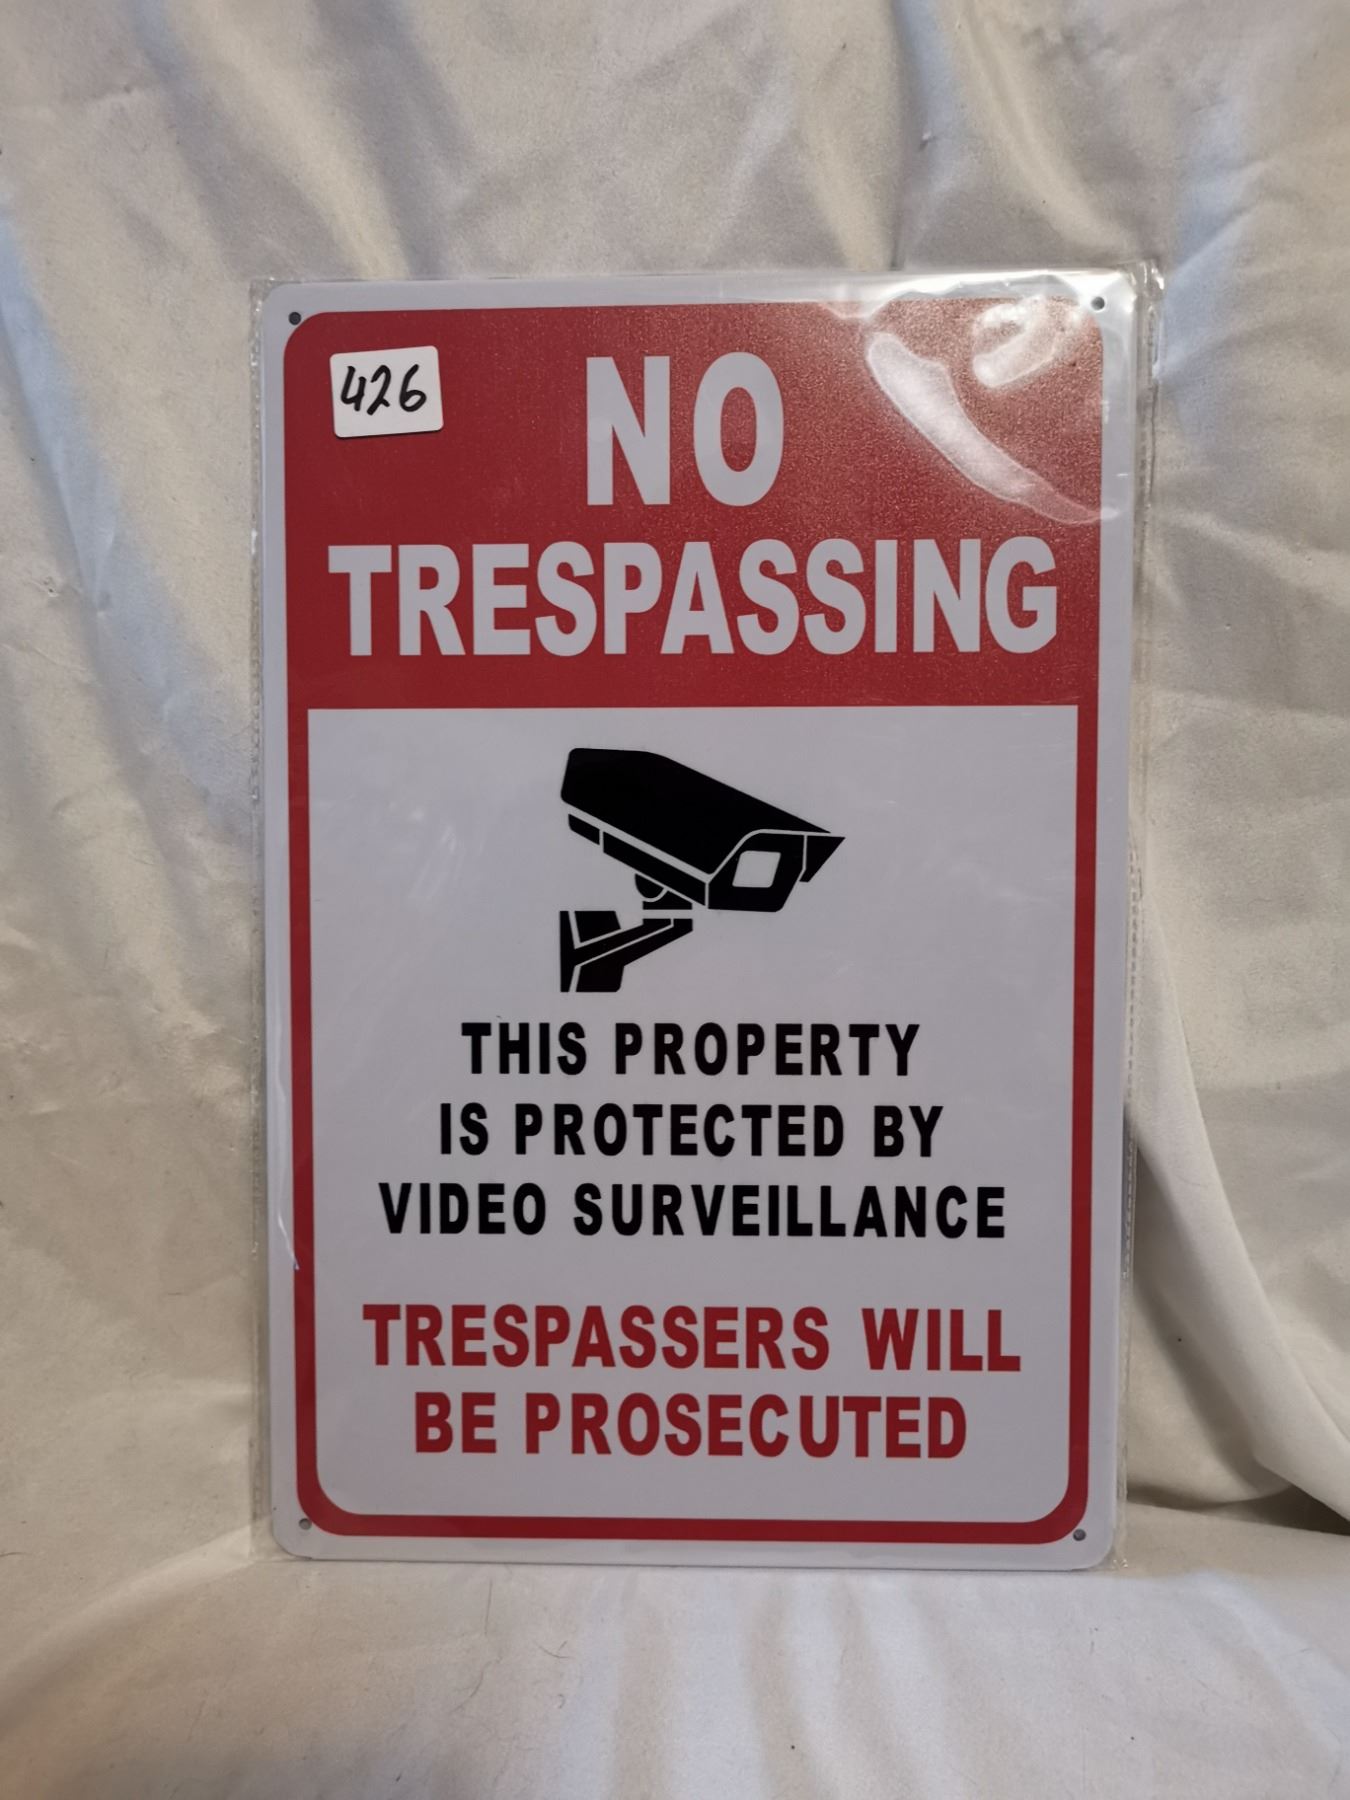 426
NO
TRESPASSING
THIS PROPERTY
IS PROTECTED BY
VIDEO SURVEILLANCE
TRESPASSERS WILL
BE PROSECUTED